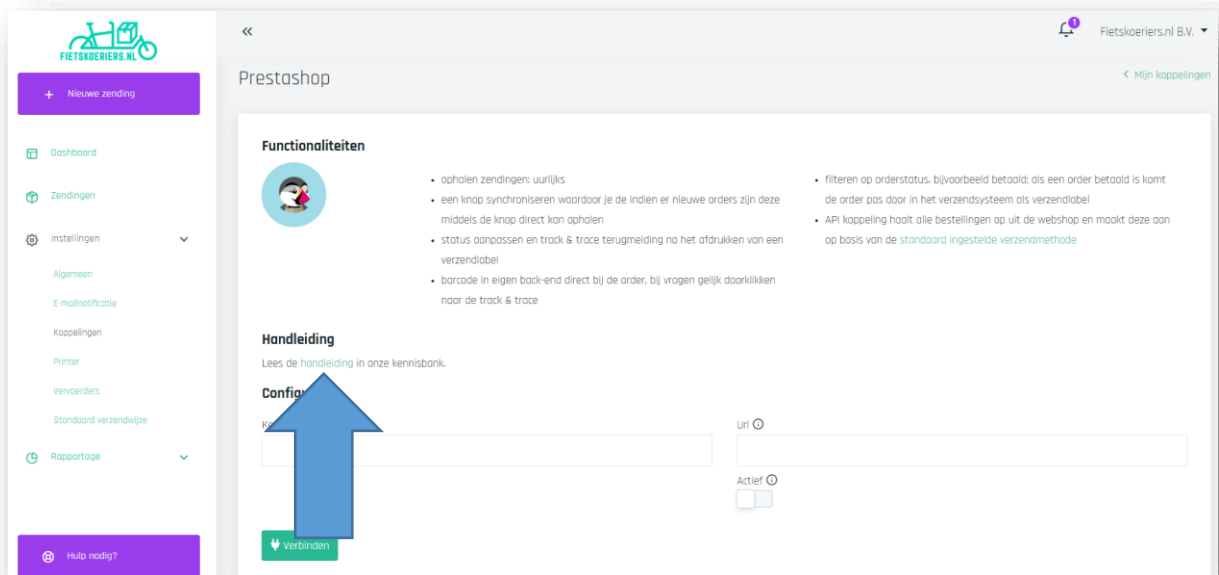 FIETSKOERIERS.NL
Nieuwe zending
Dashboard
Zendingen
Instellingen
Algemeen
E-mailnotificatie
Koppelingen
Printer
Vervoerders
Standaard verzendwijze
Rapportage
Hulp nodig?
1
Fietskoeriers.nl B.V.
Prestashop
Mijn koppelingen
Functionaliteiten
• ophalen zendingen: uurlijks
• een knop synchroniseren waardoor je de indien er nieuwe orders zijn deze
middels de knop direct kan ophalen
• status aanpassen en track & trace terugmelding na het afdrukken van een
verzendlabel
• barcode in eigen back-end direct bij de order, bij vragen gelijk doorklikken
naar de track & trace
• filteren op orderstatus, bijvoorbeeld betaald; als een order betaald is komt
de order pas door in het verzendsysteem als verzendlabel
• API koppeling haalt alle bestellingen op uit de webshop en maakt deze aan
op basis van de standaard ingestelde verzendmethode
Handleiding
Lees de handleiding in onze kennisbank.
Url
Actief
Verbinden